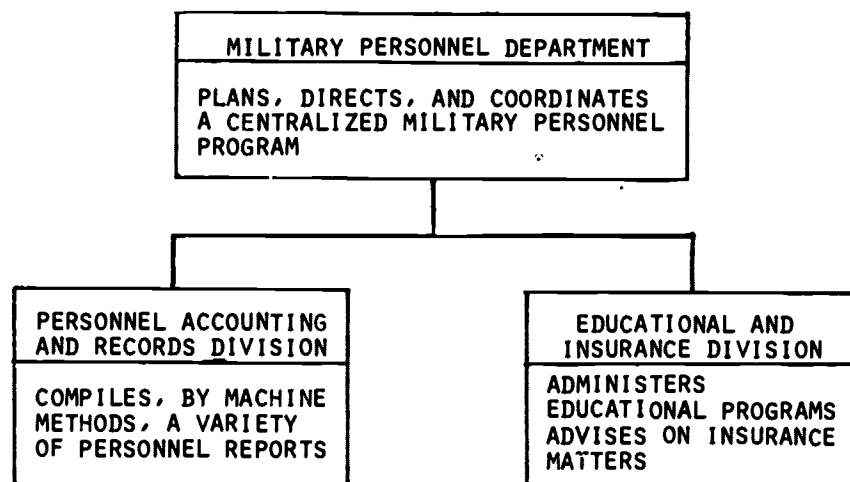 MILITARY PERSONNEL DEPARTMENT
PLANS, DIRECTS, AND COORDINATES
A CENTRALIZED MILITARY PERSONNEL
PROGRAM
PERSONNEL ACCOUNTING
AND RECORDS DIVISION
COMPILES, BY MACHINE
METHODS, A VARIETY
OF PERSONNEL REPORTS
EDUCATIONAL AND
INSURANCE DIVISION
ADMINISTERS
EDUCATIONAL PROGRAMS
ADVISES ON INSURANCE
MATTERS